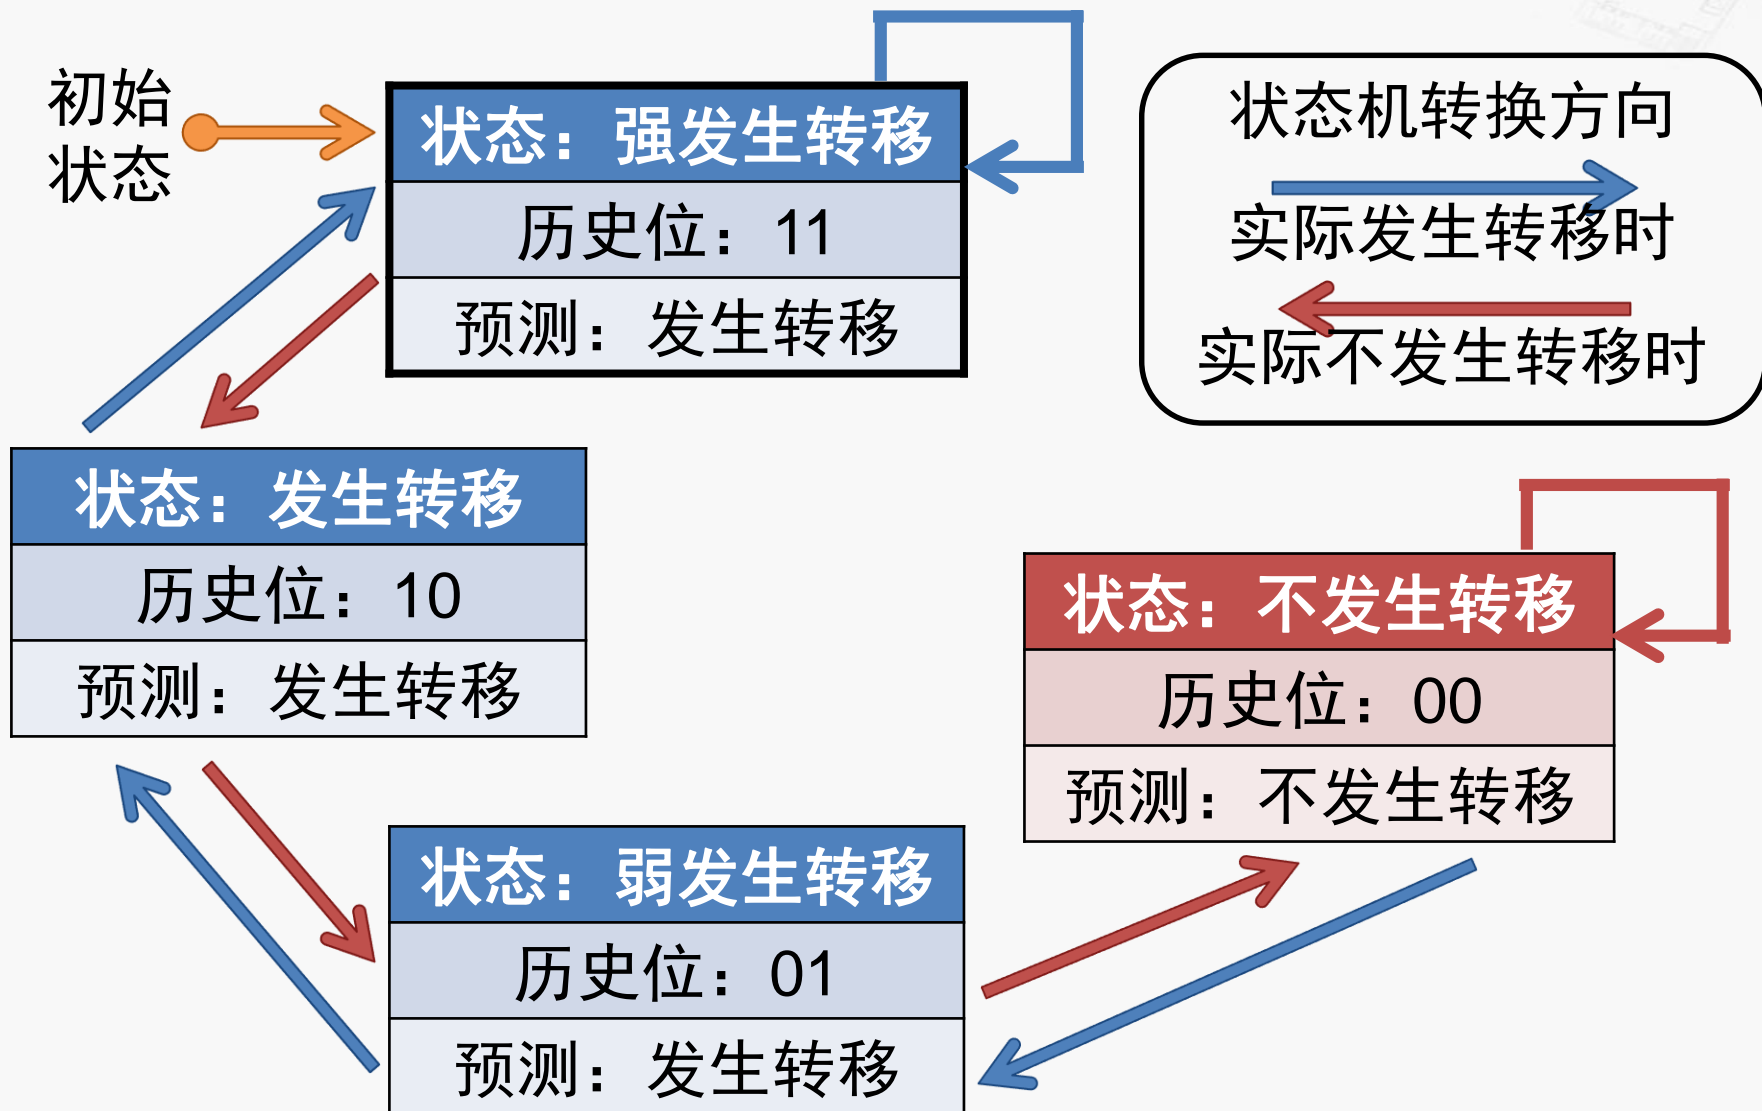 初始
状态
状态：强发生转移
历史位：11
预测：发生转移
状态机转换方向
实际发生转移时
实际不发生转移时
状态：发生转移
历史位：10
预测：发生转移
状态：不发生转移
历史位：00
预测：不发生转移
状态：弱发生转移
历史位：01
预测：发生转移